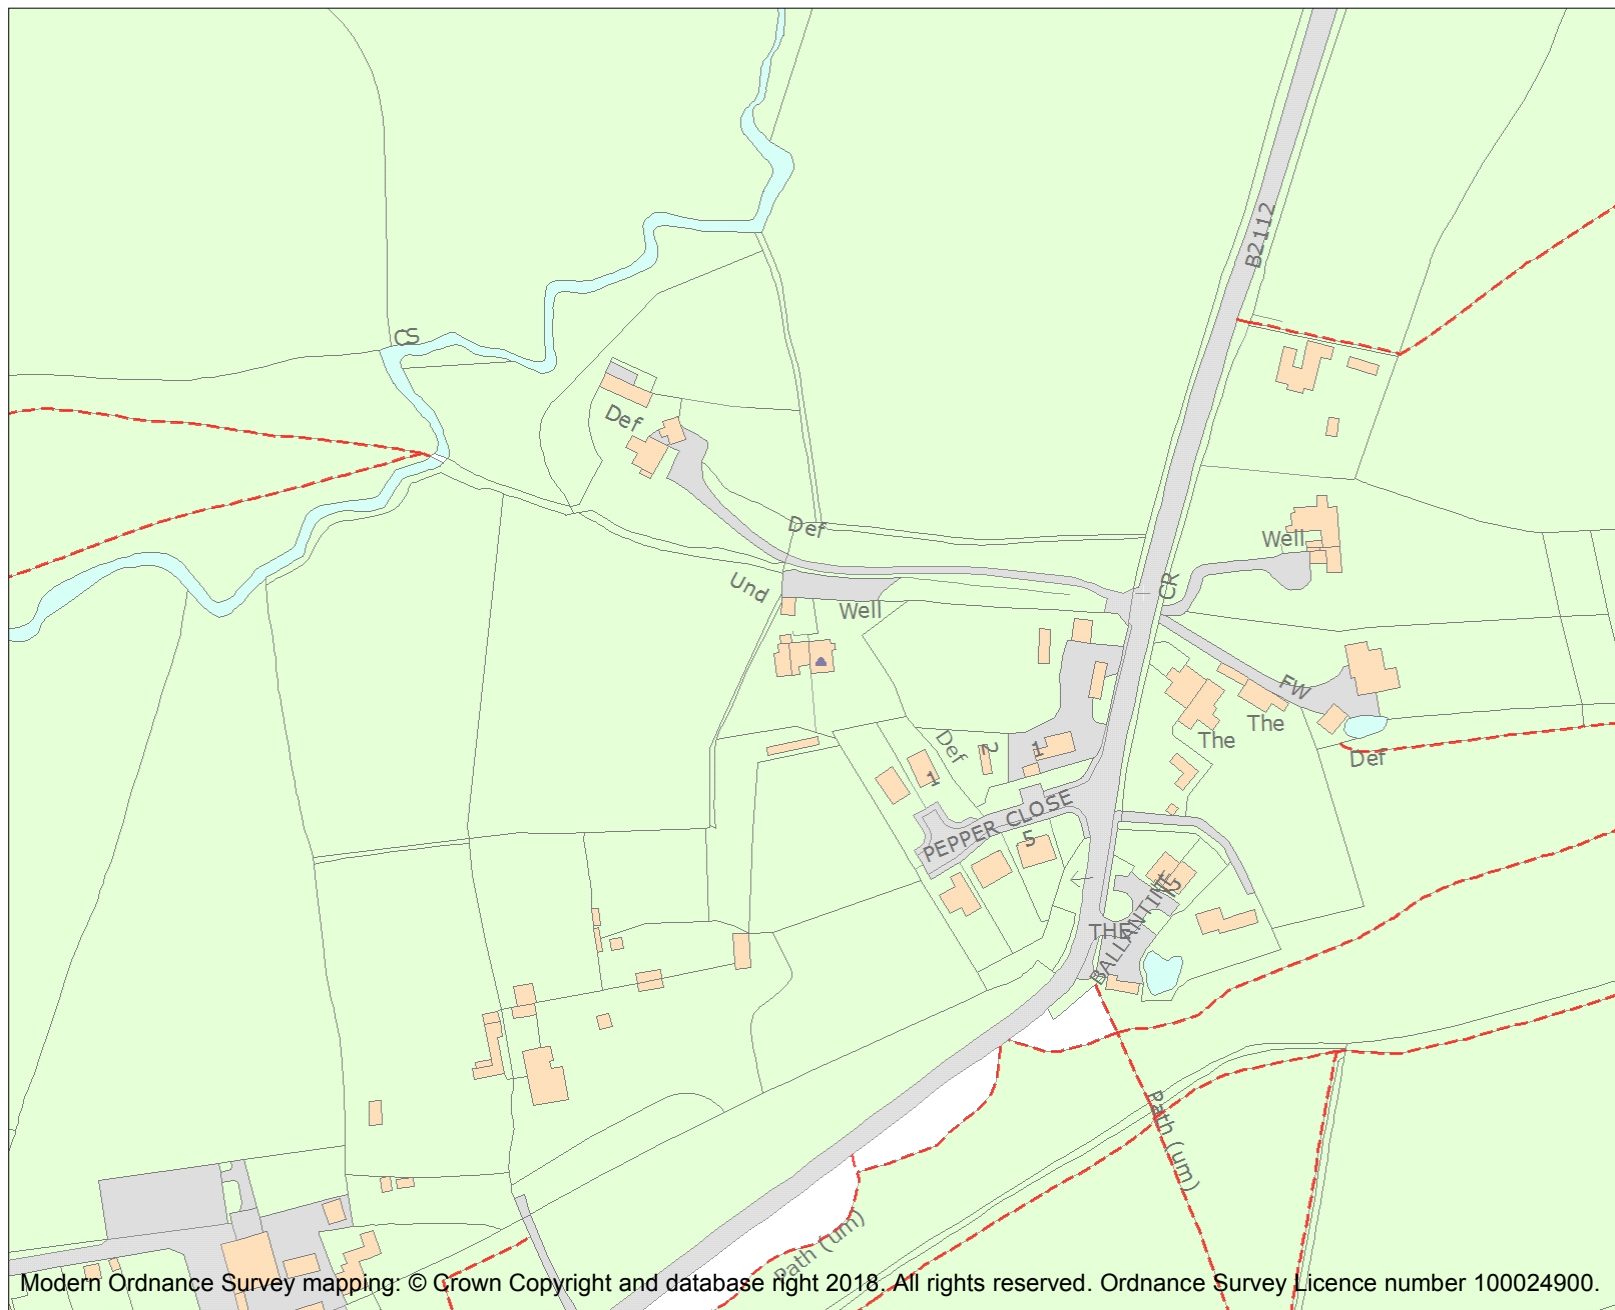 B2112
CS
Def
Def
Well
CR
Und
Well
FW
The
The
Def
Def
2
1
1
PEPPER CLOSE
5
2
THE
BALLANTINE
Path (um)
Path (um)
Modern Ordnance Survey mapping: © Crown Copyright and database right 2018. All rights reserved. Ordnance Survey Licence number 100024900.